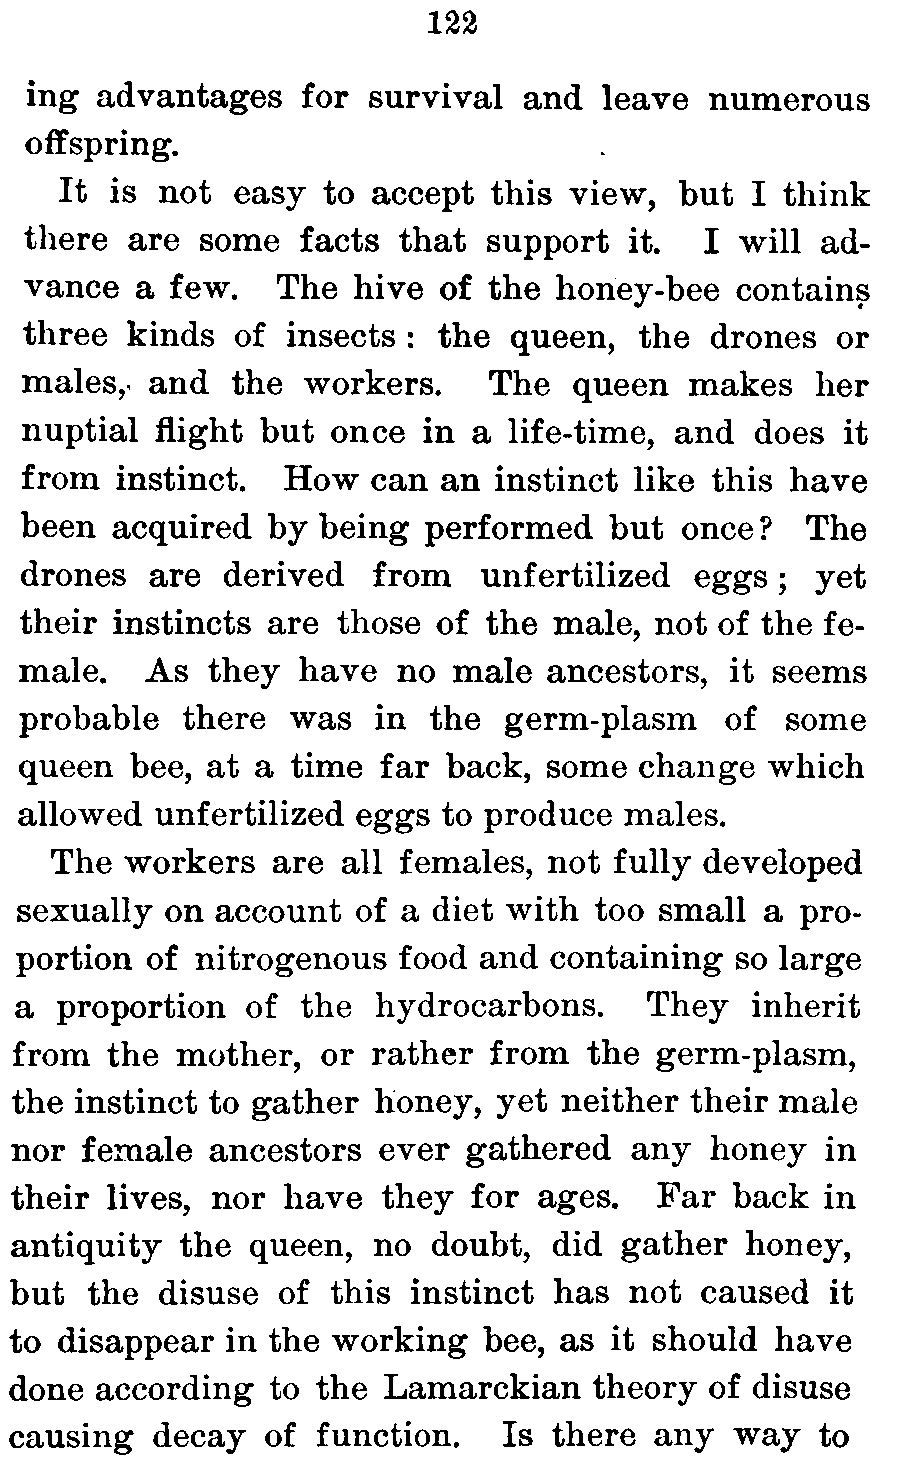 122
ing advantages for survival and leave numerous
offspring.
It is not easy to accept this view, but I think
there are some facts that support it. I will ad-
vance a few. The hive of the honey-bee contains
three kinds of insects : the queen, the drones or
males, and the workers. The queen makes her
nuptial flight but once in a life-time, and does it
from instinct. How can an instinct like this have
been acquired by being performed but once? The
drones are derived from unfertilized eggs ; yet
their instincts are those of the male, not of the fe-
male. As they have no male ancestors, it seems
probable there was in the germ-plasm of some
queen bee, at a time far back, some change which
allowed unfertilized eggs to produce males.
The workers are all females, not fully developed
sexually on account of a diet with too small a pro-
portion of nitrogenous food and containing so large
a proportion of the hydrocarbons. They inherit
from the mother, or rather from the germ-plasm,
the instinct to gather honey, yet neither their male
nor female ancestors ever gathered any honey in
their lives, nor have they for ages. Far back in
antiquity the queen, no doubt, did gather honey,
but the disuse of this instinct has not caused it
to disappear in the working bee, as it should have
done according to the Lamarckian theory of disuse
causing decay of function. Is there any way to